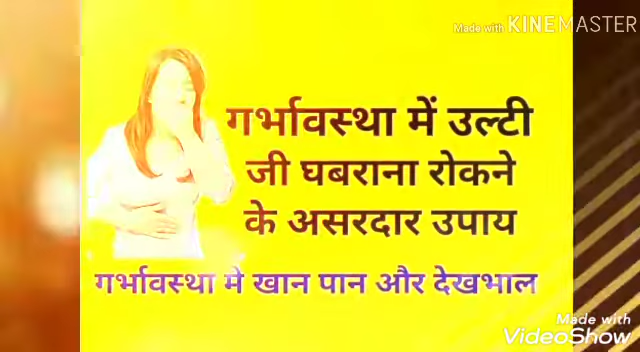 Made with KINEMASTER
गर्भावस्था में उल्टी
जी घबराना रोकने
के असरदार उपाय
गर्भावस्था मे खान पान और देखभाल
Made with
VideoShow